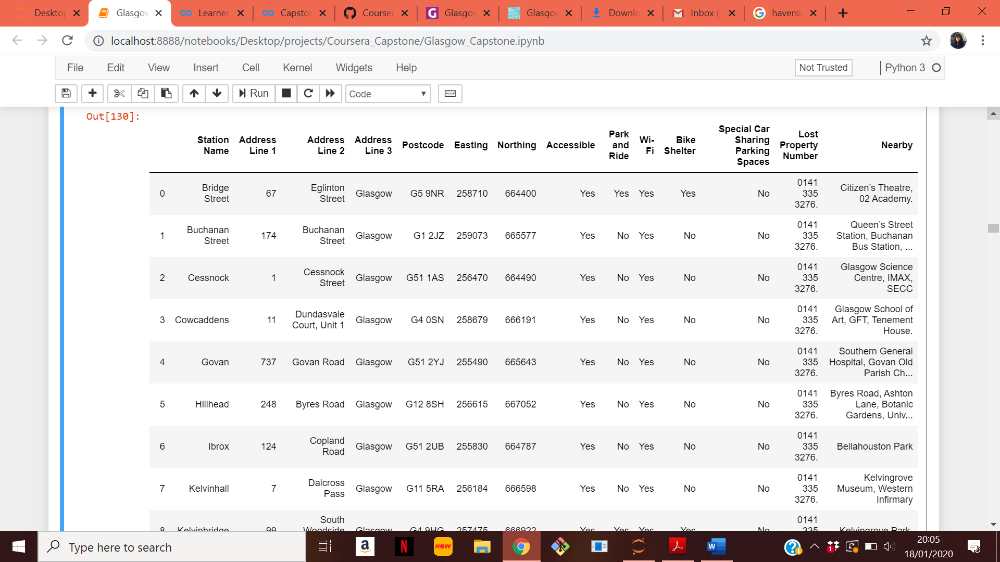 Desktop
Glasgow
Learner
Capston
Courser
Glasgow
Glasgow
Downlo
Inbox (
haversi
localhost:8888/notebooks/Desktop/projects/Coursera_Capstone/Glasgow_Capstone.ipynb
File Edit View Insert Cell Kernel Widgets Help Not Trusted Python 3
Run Code
Out[130]:
Station Name Address Line 1 Address Line 2 Address Line 3 Postcode Easting Northing Accessible Park and Ride Wi-Fi Bike Shelter Special Car Sharing Parking Spaces Lost Property Number Nearby
0 Bridge Street 67 Eglinton Street Glasgow G5 9NR 258710 664400 Yes Yes Yes Yes No 0141 335 3276. Citizen’s Theatre, 02 Academy.
1 Buchanan Street 174 Buchanan Street Glasgow G1 2JZ 259073 665577 Yes No Yes No No 0141 335 3276. Queen’s Street Station, Buchanan Bus Station, ...
2 Cessnock 1 Cessnock Street Glasgow G51 1AS 256470 664490 Yes No Yes No No 0141 335 3276. Glasgow Science Centre, IMAX, SECC
3 Cowcaddens 11 Dundasvale Court, Unit 1 Glasgow G4 0SN 258679 666191 Yes No Yes No No 0141 335 3276. Glasgow School of Art, GFT, Tenement House.
4 Govan 737 Govan Road Glasgow G51 2YJ 255490 665643 Yes No Yes No No 0141 335 3276. Southern General Hospital, Govan Old Parish Ch...
5 Hillhead 248 Byres Road Glasgow G12 8SH 256615 667052 Yes No Yes No No 0141 335 3276. Byres Road, Ashton Lane, Botanic Gardens, Univ...
6 Ibrox 124 Copland Road Glasgow G51 2UB 255830 664787 Yes No Yes No No 0141 335 3276. Bellahouston Park
7 Kelvinhall 7 Dalcross Pass Glasgow G11 5RA 256184 666598 Yes No Yes No No 0141 335 3276. Kelvingrove Museum, Western Infirmary
8 Kelvinbridge 99 South Woodside Glasgow G4 9HG 257475 666922 Yes Yes Yes Yes No 0141 335 Kelvingrove Park
Type here to search
a
N
NOW
W
1
20:05
18/01/2020